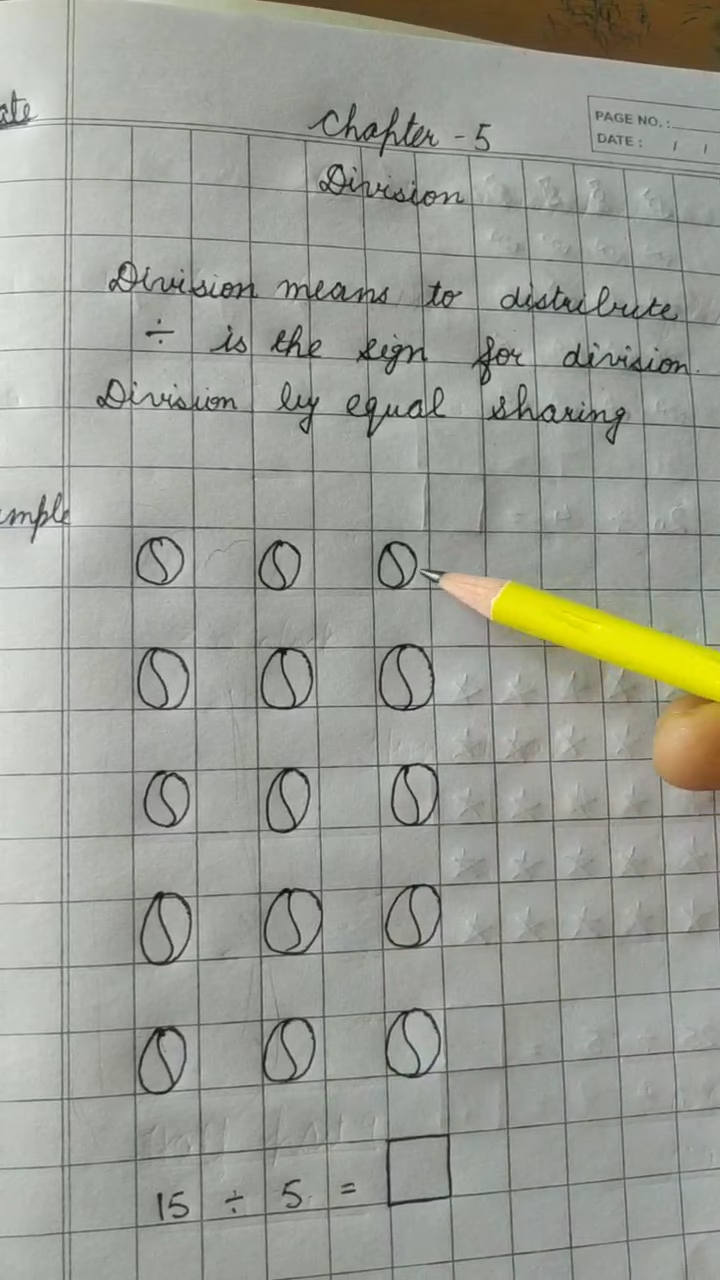 ate
Chapter - 5
PAGE NO.:
DATE: / /
Division
Division means to distribute
÷ is the sign for division.
Division by equal sharing
mple
15 ÷ 5 =